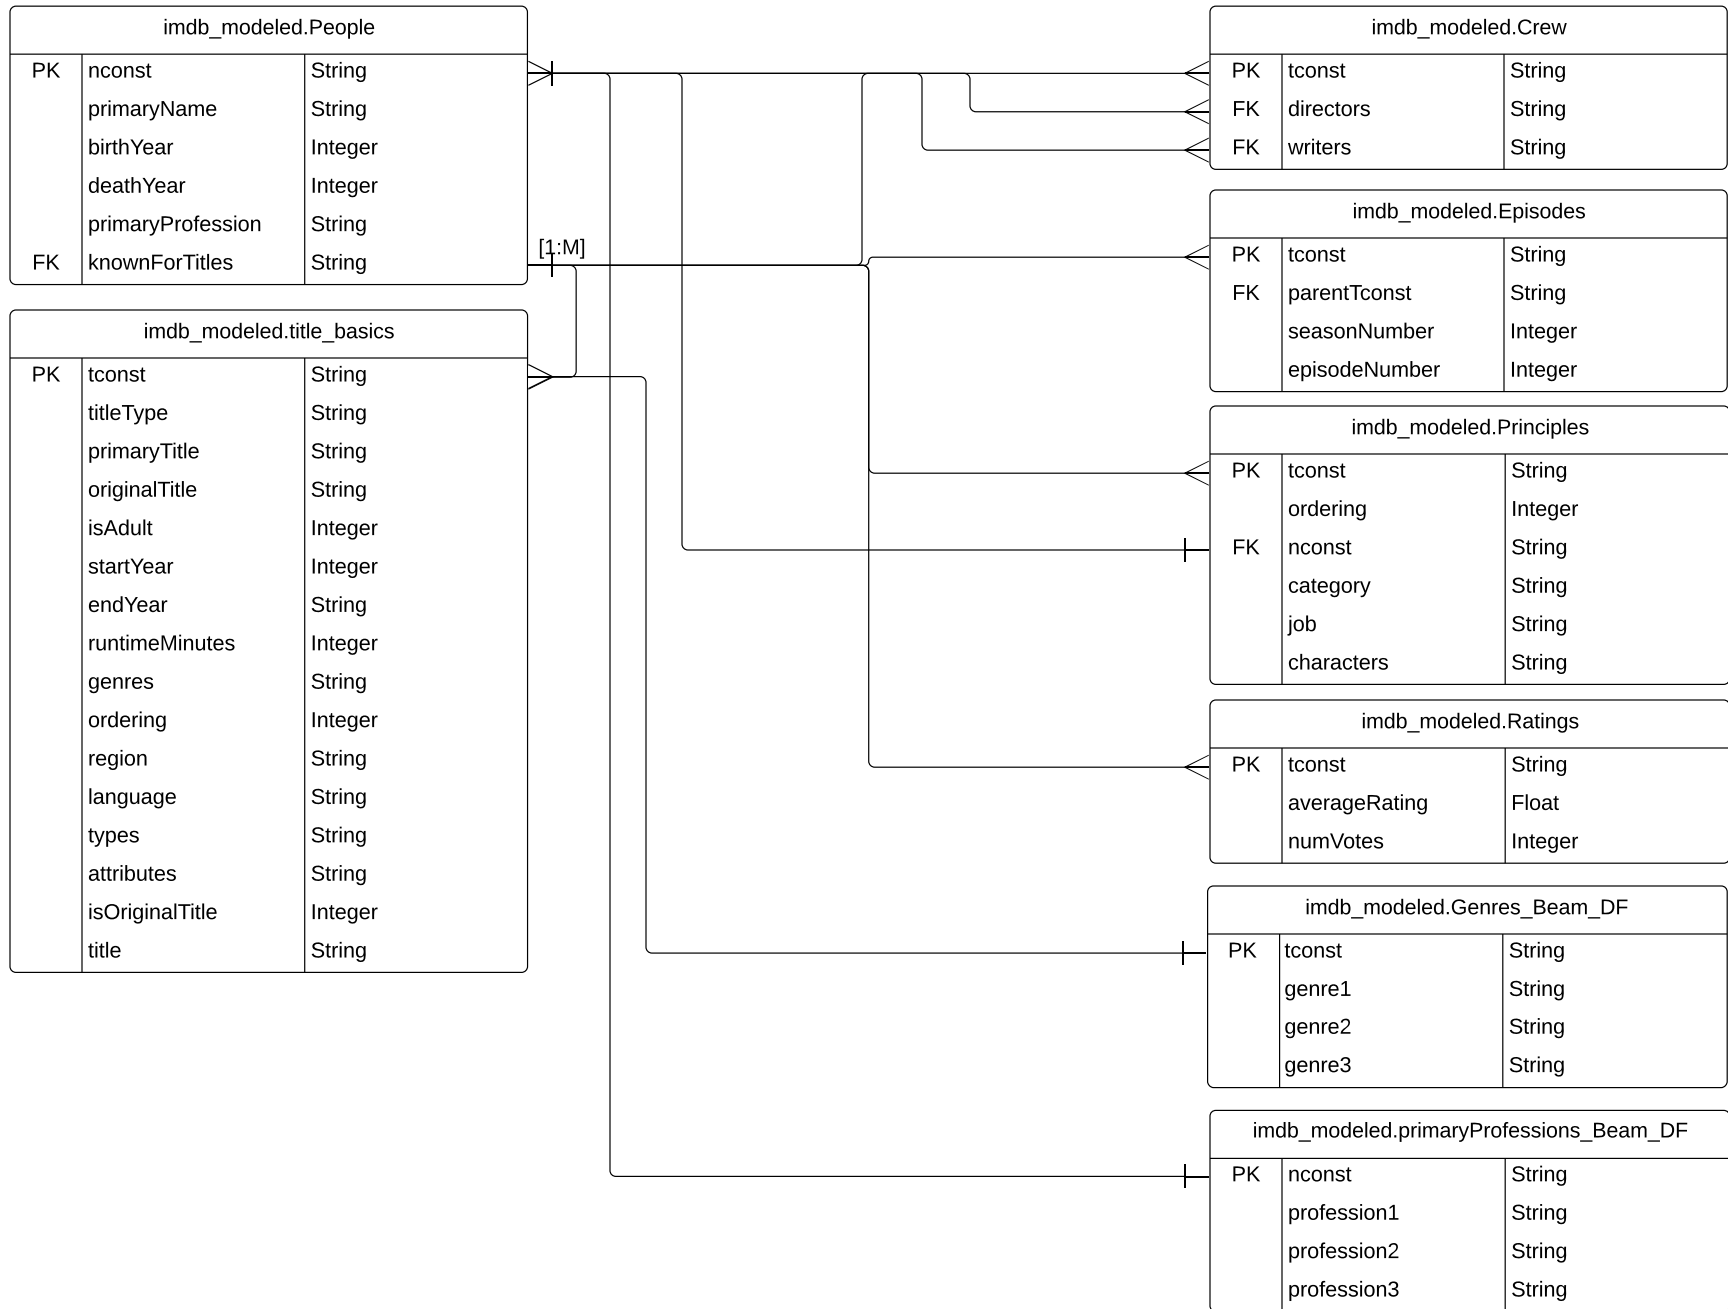 imdb_modeled.People
PK nconst String
primaryName String
birthYear Integer
deathYear Integer
primaryProfession String
FK knownForTitles String
[1:M]
imdb_modeled.title_basics
PK tconst String
titleType String
primaryTitle String
originalTitle String
isAdult Integer
startYear Integer
endYear String
runtimeMinutes Integer
genres String
ordering Integer
region String
language String
types String
attributes String
isOriginalTitle Integer
title String
imdb_modeled.Crew
PK tconst String
FK directors String
FK writers String
imdb_modeled.Episodes
PK tconst String
FK parentTconst String
seasonNumber Integer
episodeNumber Integer
imdb_modeled.Principles
PK tconst String
ordering Integer
FK nconst String
category String
job String
characters String
imdb_modeled.Ratings
PK tconst String
averageRating Float
numVotes Integer
imdb_modeled.Genres_Beam_DF
PK tconst String
genre1 String
genre2 String
genre3 String
imdb_modeled.primaryProfessions_Beam_DF
PK nconst String
profession1 String
profession2 String
profession3 String